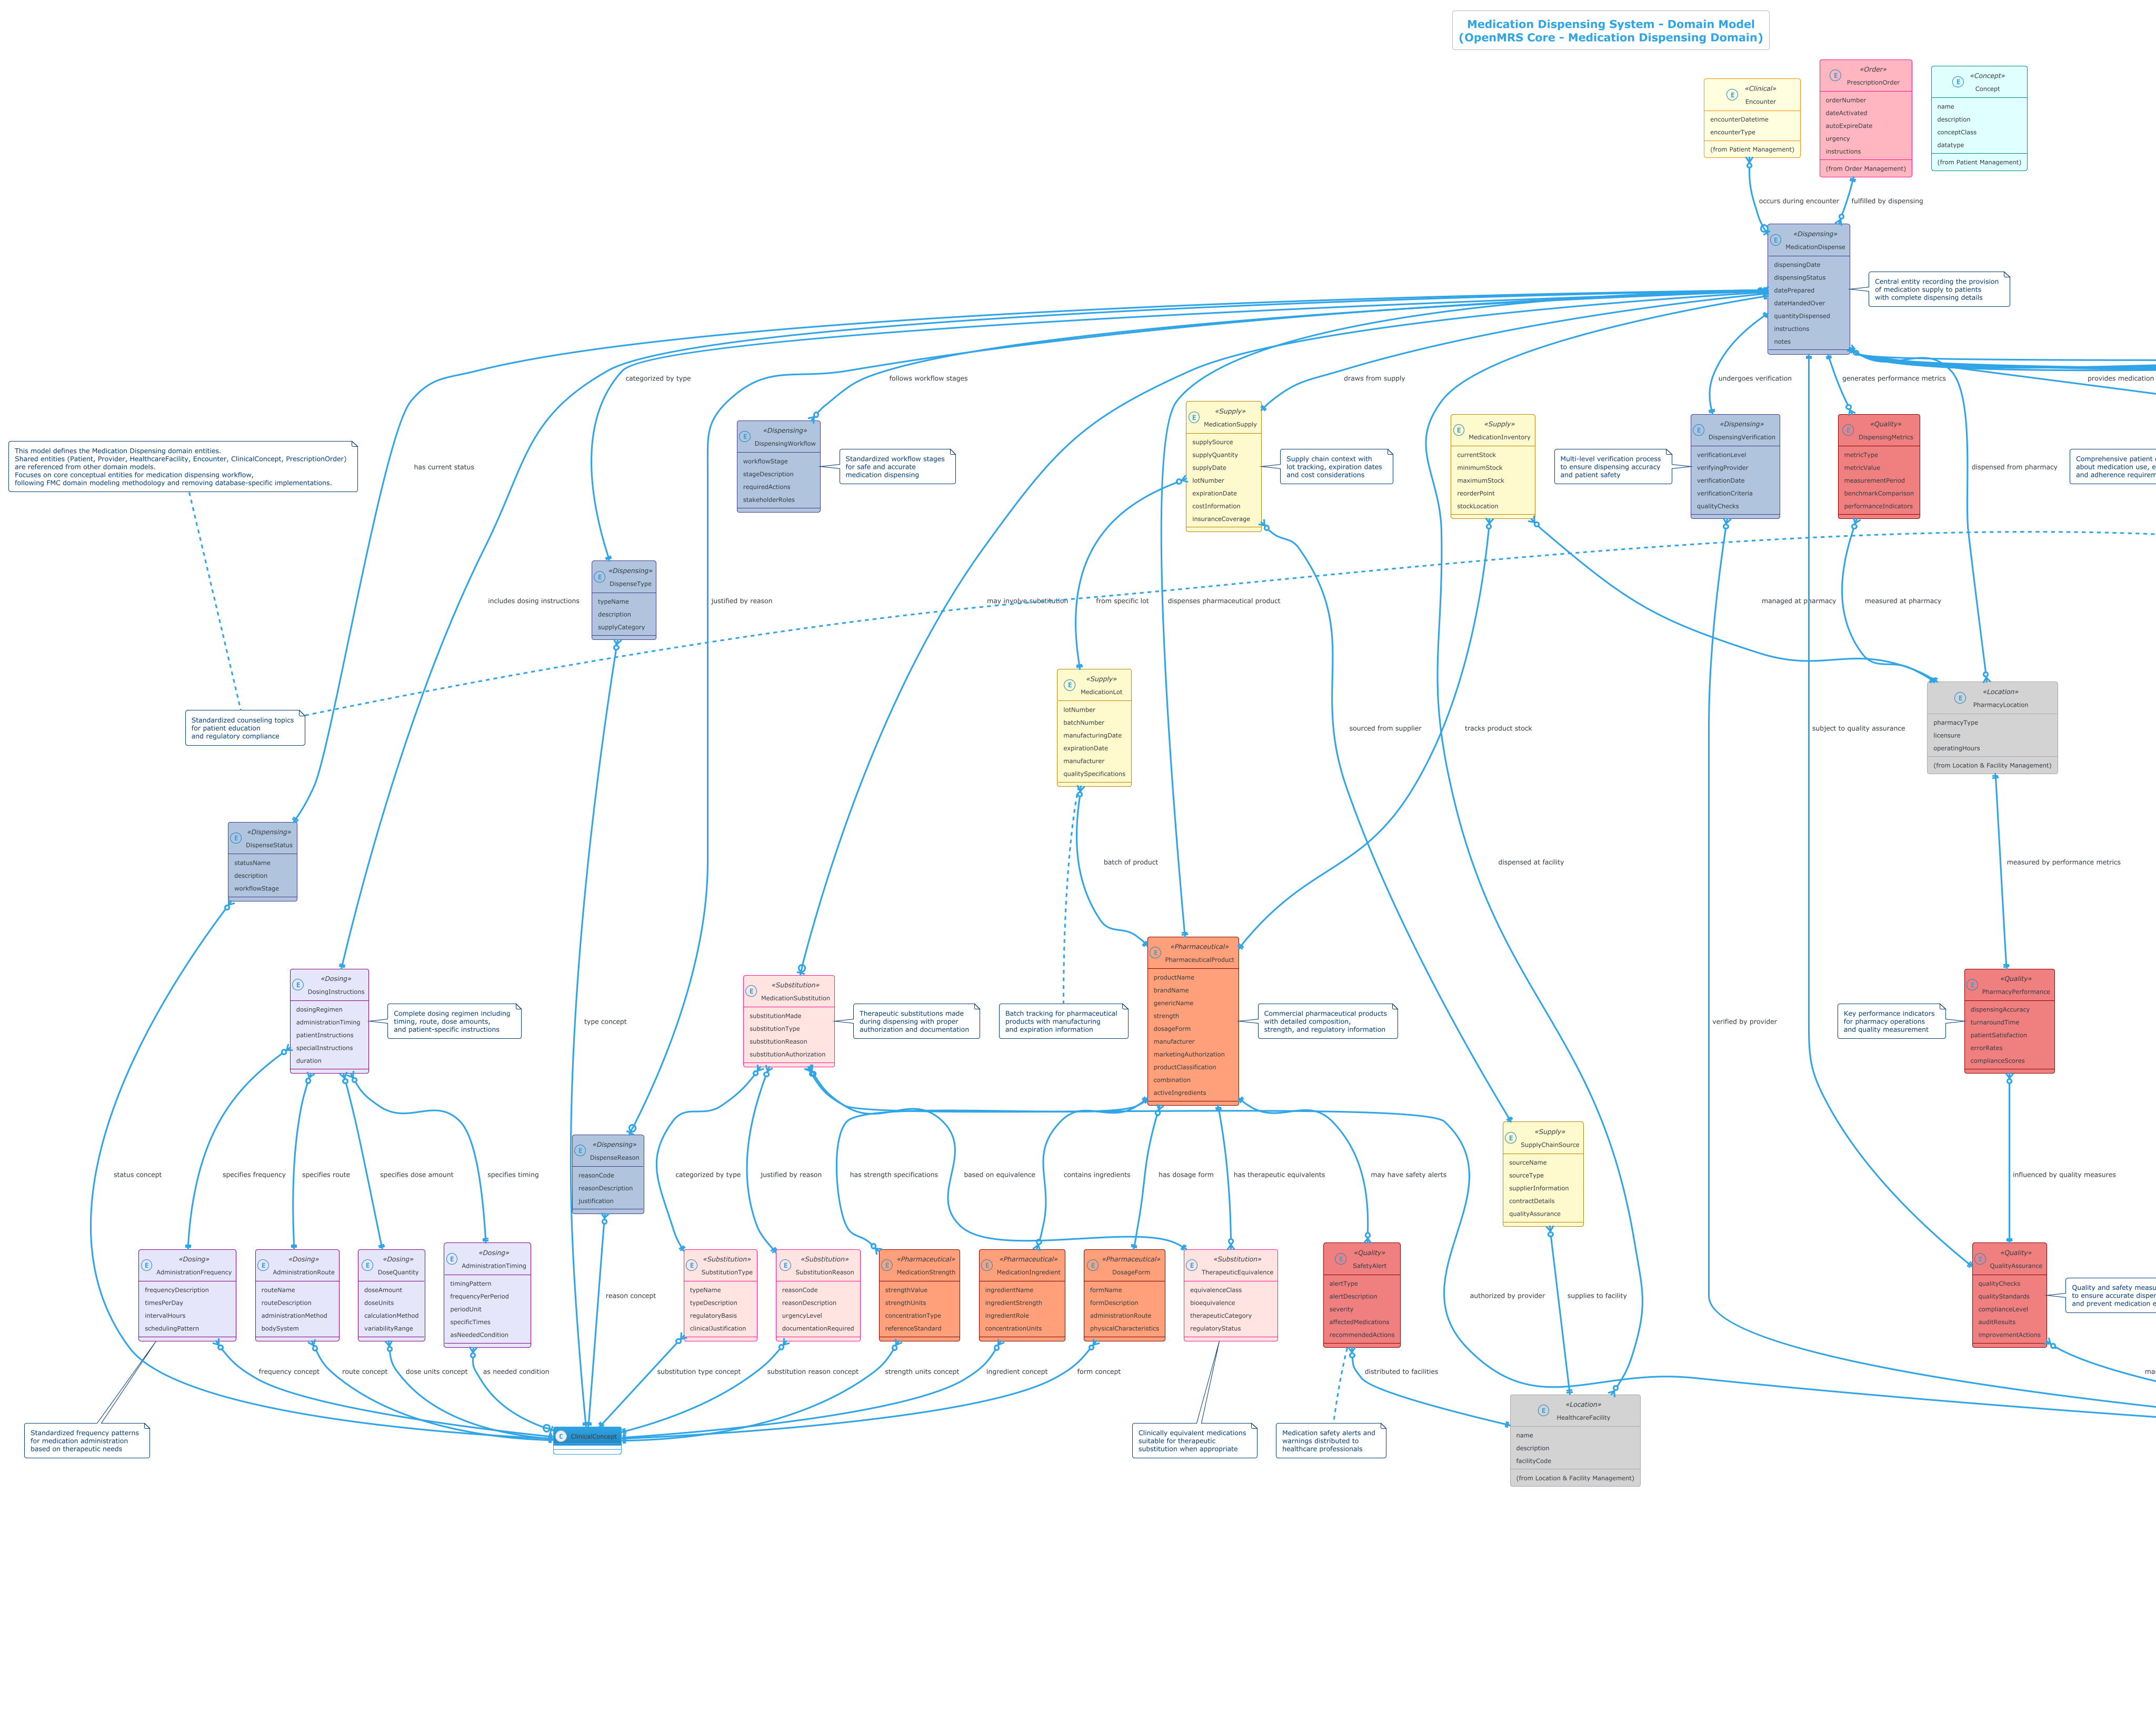 Medication Dispensing System - Domain Model
(OpenMRS Core - Medication Dispensing Domain)
«Clinical»
E
Encounter
encounterDatetime
encounterType
(from Patient Management)
«Order»
E
PrescriptionOrder
orderNumber
dateActivated
autoExpireDate
urgency
instructions
(from Order Management)
«Concept»
E
Concept
name
description
conceptClass
datatype
(from Patient Management)
occurs during encounter
fulfilled by dispensing
«Dispensing»
E
MedicationDispense
dispensingDate
dispensingStatus
datePrepared
dateHandedOver
quantityDispensed
instructions
notes
Central entity recording the provision
of medication supply to patients
with complete dispensing details
categorized by type
follows workflow stages
draws from supply
undergoes verification
generates performance metrics
provides medication
This model defines the Medication Dispensing domain entities.
Shared entities (Patient, Provider, HealthcareFacility, Encounter, ClinicalConcept, PrescriptionOrder)
are referenced from other domain models.
Focuses on core conceptual entities for medication dispensing workflow,
following FMC domain modeling methodology and removing database-specific implementations.
has current status
«Dispensing»
E
DispensingWorkflow
workflowStage
stageDescription
requiredActions
stakeholderRoles
Standardized workflow stages
for safe and accurate
medication dispensing
«Supply»
E
MedicationSupply
supplySource
supplyQuantity
supplyDate
lotNumber
expirationDate
costInformation
insuranceCoverage
Supply chain context with
lot tracking, expiration dates
and cost considerations
«Supply»
E
MedicationInventory
currentStock
minimumStock
maximumStock
reorderPoint
stockLocation
Multi-level verification process
to ensure dispensing accuracy
and patient safety
«Dispensing»
E
DispensingVerification
verificationLevel
verifyingProvider
verificationDate
verificationCriteria
qualityChecks
«Quality»
E
DispensingMetrics
metricType
metricValue
measurementPeriod
benchmarkComparison
performanceIndicators
dispensed from pharmacy
Comprehensive patient
about medication use, e
and adherence requirem
«Dispensing»
E
DispenseType
typeName
description
supplyCategory
includes dosing instructions
justified by reason
may involve substitution
from specific lot
dispenses pharmaceutical product
managed at pharmacy
measured at pharmacy
Standardized counseling topics
for patient education
and regulatory compliance
«Supply»
E
MedicationLot
lotNumber
batchNumber
manufacturingDate
expirationDate
manufacturer
qualitySpecifications
sourced from supplier
tracks product stock
subject to quality assurance
«Location»
E
PharmacyLocation
pharmacyType
licensure
operatingHours
(from Location & Facility Management)
«Dispensing»
E
DispenseStatus
statusName
description
workflowStage
batch of product
dispensed at facility
measured by performance metrics
«Dosing»
E
DosingInstructions
dosingRegimen
administrationTiming
patientInstructions
specialInstructions
duration
Complete dosing regimen including
timing, route, dose amounts,
and patient-specific instructions
type concept
«Substitution»
E
MedicationSubstitution
substitutionMade
substitutionType
substitutionReason
substitutionAuthorization
Therapeutic substitutions made
during dispensing with proper
authorization and documentation
Batch tracking for pharmaceutical
products with manufacturing
and expiration information
«Pharmaceutical»
E
PharmaceuticalProduct
productName
brandName
genericName
strength
dosageForm
manufacturer
marketingAuthorization
productClassification
combination
activeIngredients
Commercial pharmaceutical products
with detailed composition,
strength, and regulatory information
verified by provider
Key performance indicators
for pharmacy operations
and quality measurement
«Quality»
E
PharmacyPerformance
dispensingAccuracy
turnaroundTime
patientSatisfaction
errorRates
complianceScores
status concept
specifies frequency
specifies route
specifies dose amount
specifies timing
«Dispensing»
E
DispenseReason
reasonCode
reasonDescription
justification
categorized by type
justified by reason
has strength specifications
based on equivalence
contains ingredients
has dosage form
has therapeutic equivalents
may have safety alerts
authorized by provider
«Supply»
E
SupplyChainSource
sourceName
sourceType
supplierInformation
contractDetails
qualityAssurance
supplies to facility
influenced by quality measures
«Dosing»
E
AdministrationFrequency
frequencyDescription
timesPerDay
intervalHours
schedulingPattern
«Dosing»
E
AdministrationRoute
routeName
routeDescription
administrationMethod
bodySystem
«Dosing»
E
DoseQuantity
doseAmount
doseUnits
calculationMethod
variabilityRange
«Dosing»
E
AdministrationTiming
timingPattern
frequencyPerPeriod
periodUnit
specificTimes
asNeededCondition
reason concept
«Substitution»
E
SubstitutionType
typeName
typeDescription
regulatoryBasis
clinicalJustification
«Substitution»
E
SubstitutionReason
reasonCode
reasonDescription
urgencyLevel
documentationRequired
«Pharmaceutical»
E
MedicationStrength
strengthValue
strengthUnits
concentrationType
referenceStandard
«Pharmaceutical»
E
MedicationIngredient
ingredientName
ingredientStrength
ingredientRole
concentrationUnits
«Pharmaceutical»
E
DosageForm
formName
formDescription
administrationRoute
physicalCharacteristics
«Substitution»
E
TherapeuticEquivalence
equivalenceClass
bioequivalence
therapeuticCategory
regulatoryStatus
«Quality»
E
SafetyAlert
alertType
alertDescription
severity
affectedMedications
recommendedActions
«Quality»
E
QualityAssurance
qualityChecks
qualityStandards
complianceLevel
auditResults
improvementActions
Quality and safety measu
to ensure accurate disper
and prevent medication e
frequency concept
route concept
dose units concept
as needed condition
substitution type concept
substitution reason concept
strength units concept
ingredient concept
form concept
distributed to facilities
ma
Standardized frequency patterns
for medication administration
based on therapeutic needs
C
ClinicalConcept
Clinically equivalent medications
suitable for therapeutic
substitution when appropriate
Medication safety alerts and
warnings distributed to
healthcare professionals
«Location»
E
HealthcareFacility
name
description
facilityCode
(from Location & Facility Management)